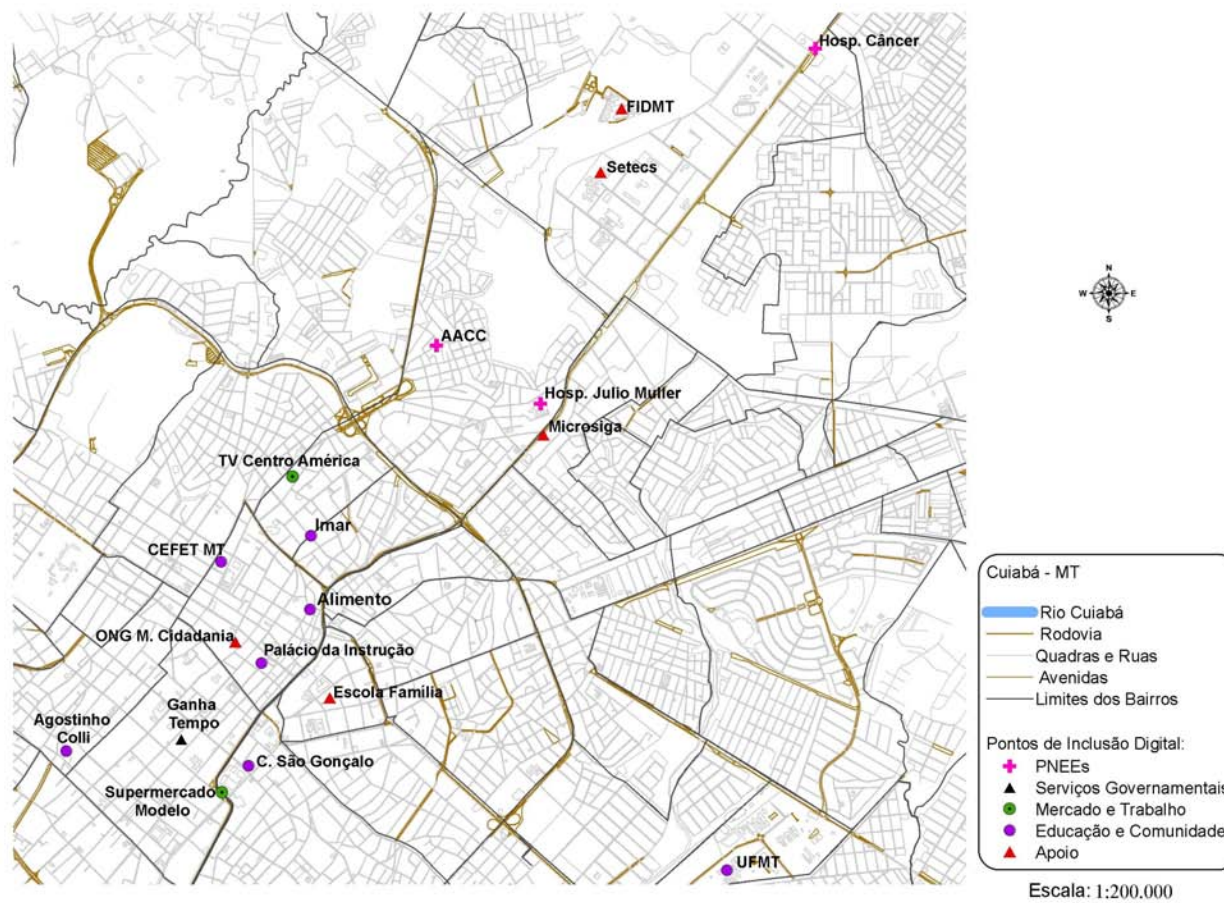 Hosp. Câncer
FIDMT
Setecs
AACC
Hosp. Julio Muller
Microsiga
TV Centro América
Imar
CEFET MT
Alimento
ONG M. Cidadania
Palácio da Instrução
Escola Família
Ganha
Tempo
Agostinho
Colli
C. São Gonçalo
Supermercado
Modelo
UFMT
N
W
E
S
Cuiabá - MT
Rio Cuiabá
Rodovia
Quadras e Ruas
Avenidas
Limites dos Bairros
Pontos de Inclusão Digital:
PNEEs
Serviços Governamentais
Mercado e Trabalho
Educação e Comunidade
Apoio
Escala: 1:200.000